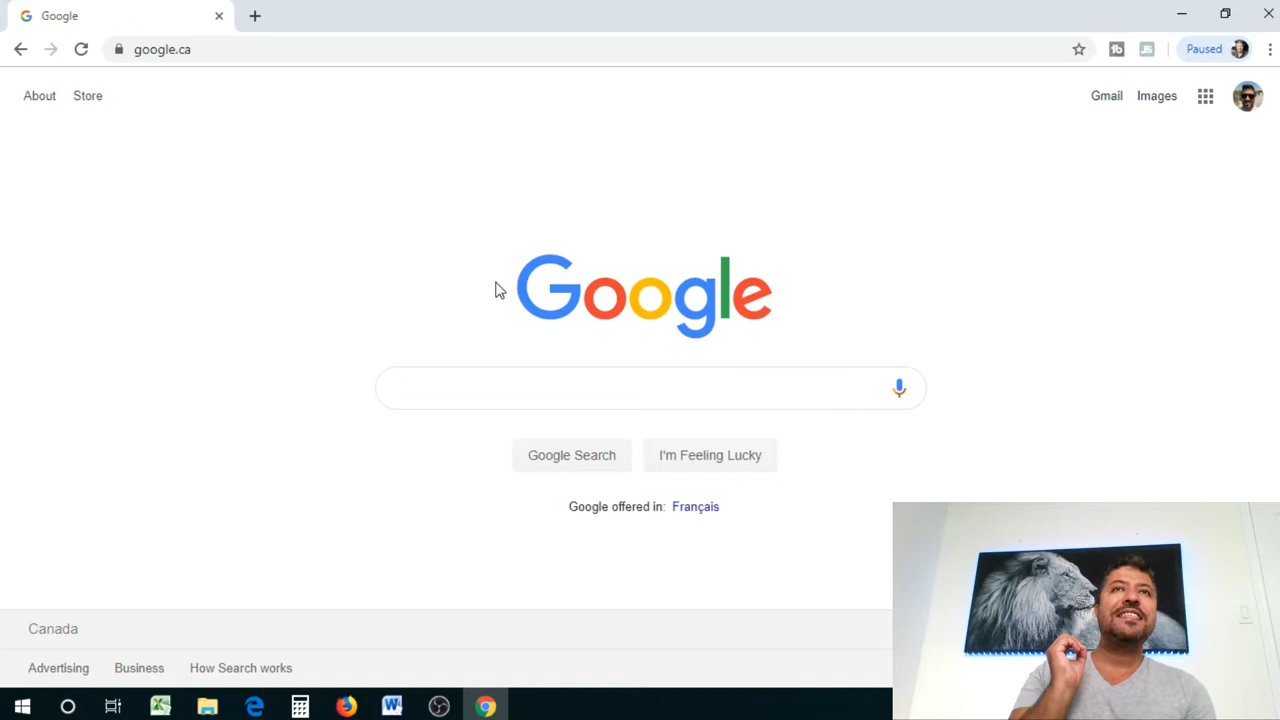 Google
google.ca
Paused
About Store
Gmail Images
Google
Google Search I'm Feeling Lucky
Google offered in: Français
Canada
Advertising Business How Search works